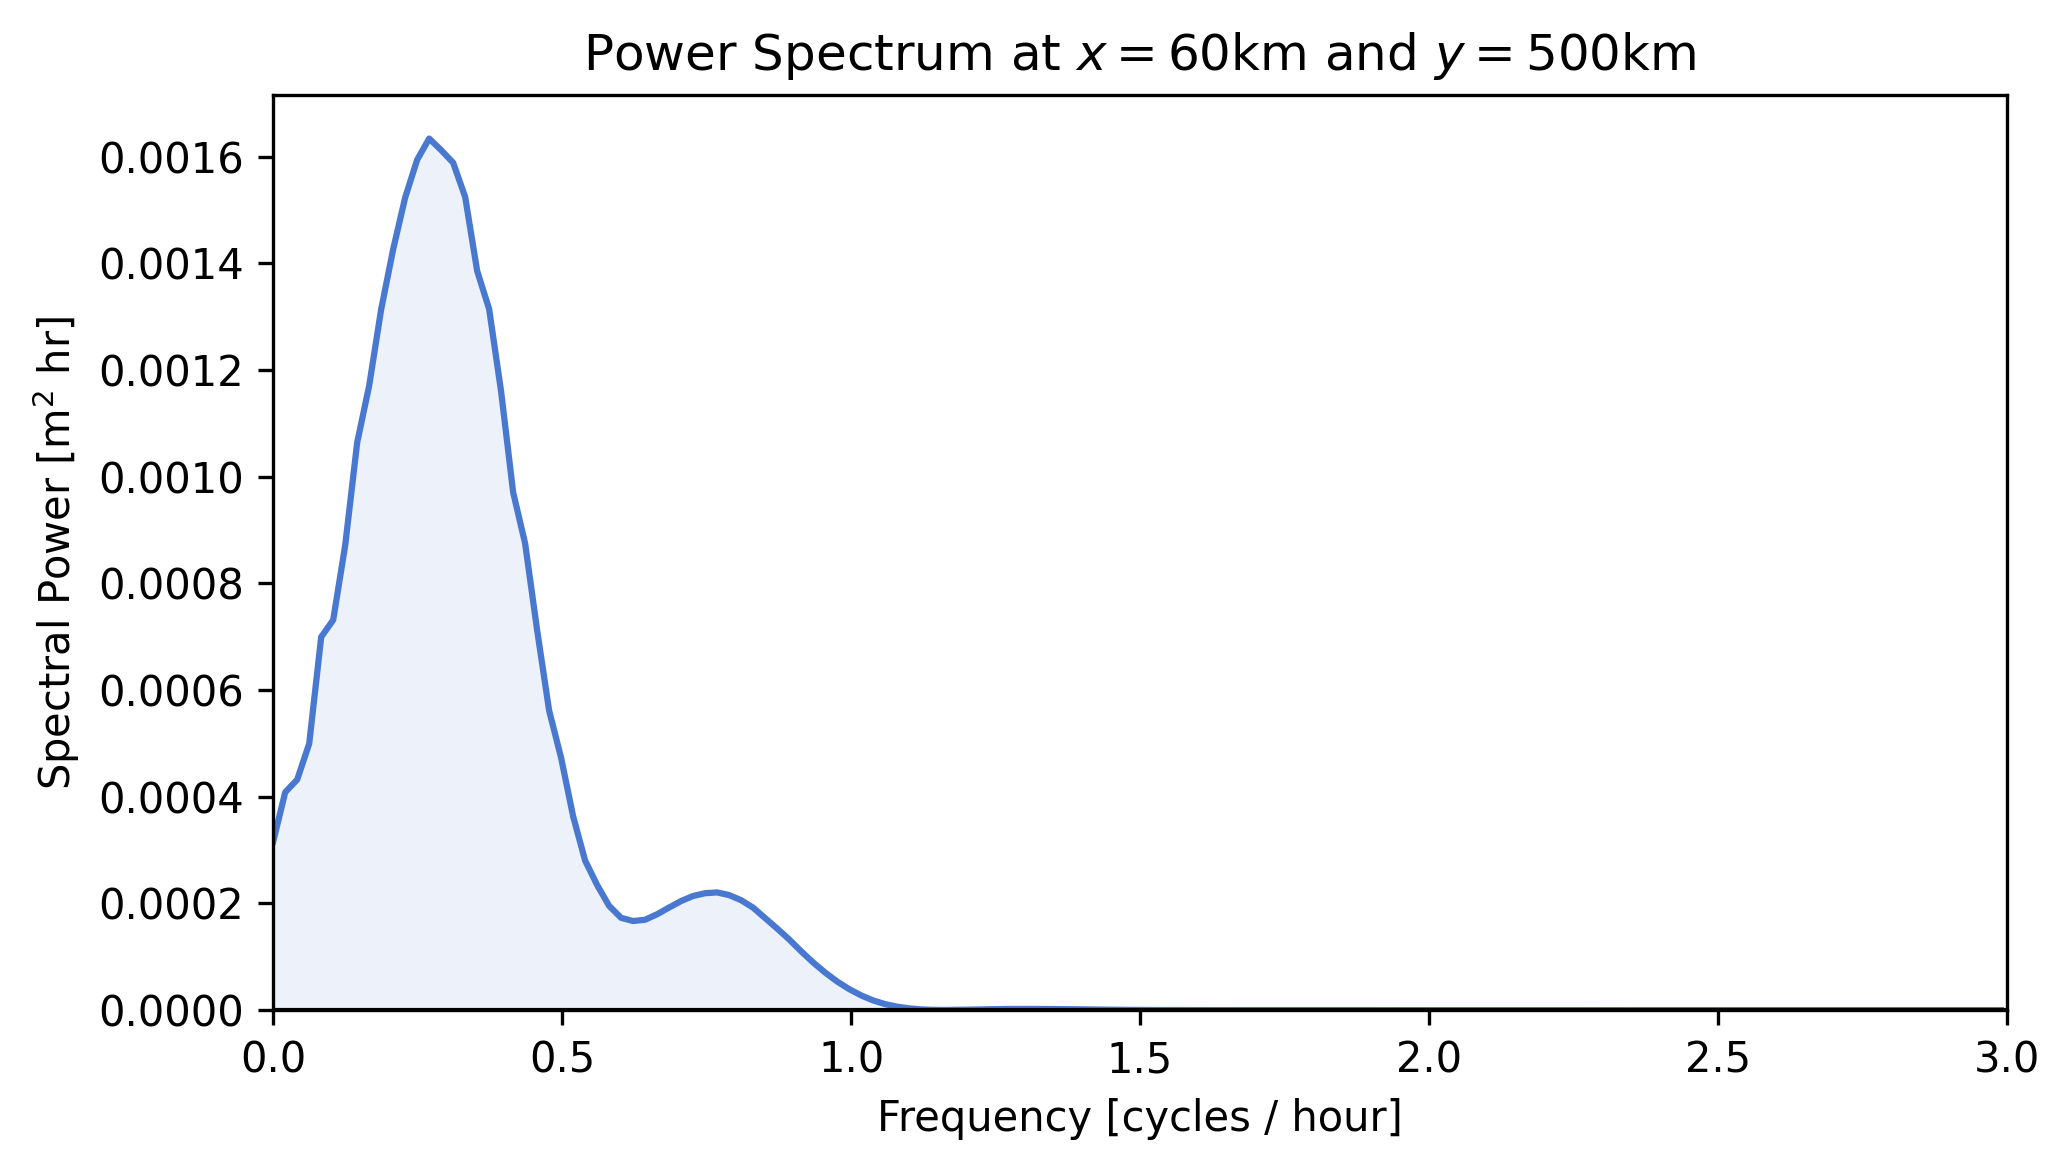 Power Spectrum at x = 60km and y = 500km
Spectral Power [m² hr]
0.0016
0.0014
0.0012
0.0010
0.0008
0.0006
0.0004
0.0002
0.0000
0.0 0.5 1.0 1.5 2.0 2.5 3.0
Frequency [cycles / hour]